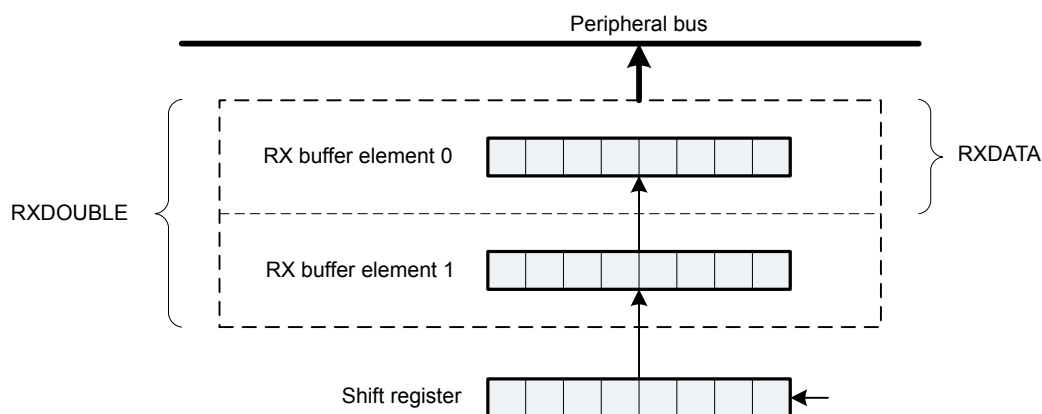 Peripheral bus
RX buffer element 0
RXDATA
RXDOUBLE
RX buffer element 1
Shift register